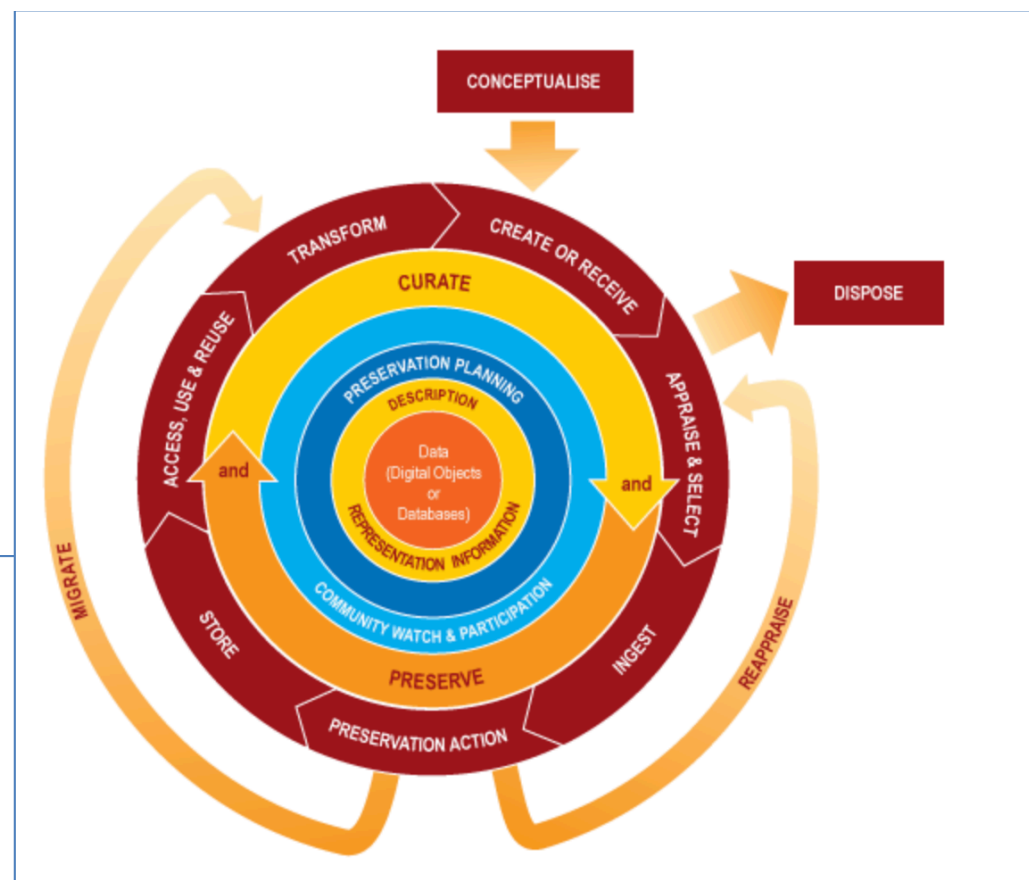 CONCEPTUALISE
CREATE OR RECEIVE
DISPOSE
APPRAISE & SELECT
REAPPRAISE
INGEST
PRESERVATION ACTION
MIGRATE
STORE
ACCESS, USE & REUSE
TRANSFORM
CURATE
and
PRESERVE
and
COMMUNITY WATCH & PARTICIPATION
PRESERVATION PLANNING
DESCRIPTION
REPRESENTATION INFORMATION
Data
(Digital Objects
or
Databases)